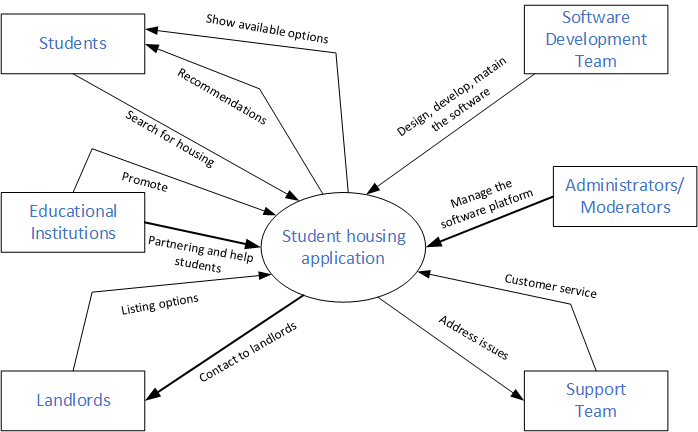 Students
Show available options
Recommendations
Search for housing
Software
Development
Team
Design, develop, matain
the software
Promote
Educational
Institutions
Partnering and help
students
Student housing
application
Manage the
software platform
Administrators/
Moderators
Listing options
Contact to landlords
Landlords
Customer service
Address issues
Support
Team